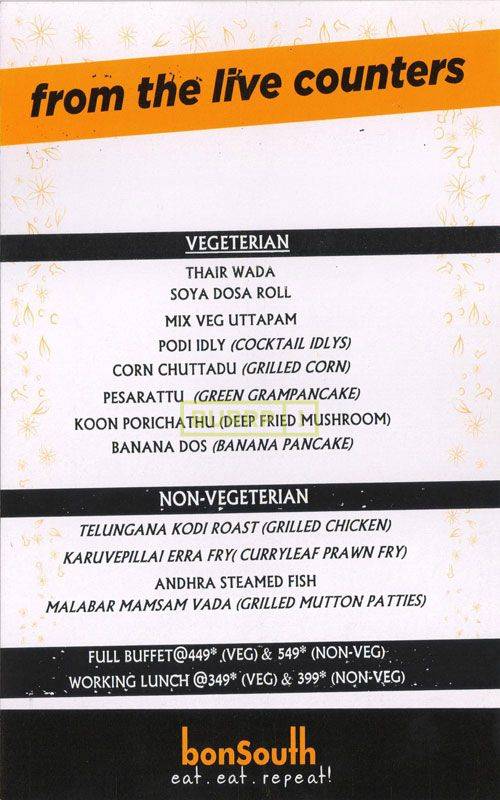 from the live counters
VEGETERIAN
THAIR WADA
SOYA DOSA ROLL
MIX VEG UTTAPAM
PODI IDLY (COCKTAIL IDLYS)
CORN CHUTTADU (GRILLED CORN)
PESARATTU (GREEN GRAMPANCAKE)
KOON PORICHATHU (DEEP FRIED MUSHROOM)
BANANA DOS (BANANA PANCAKE)
NON-VEGETERIAN
TELUNGANA KODI ROAST (GRILLED CHICKEN)
KARUVEPILLAI ERRA FRY( CURRYLEAF PRAWN FRY)
ANDHRA STEAMED FISH
MALABAR MAMSAM VADA (GRILLED MUTTON PATTIES)
FULL BUFFET@449* (VEG) & 549* (NON-VEG)
WORKING LUNCH @349* (VEG) & 399* (NON-VEG)
bonSouth
eat.eat.repeat!